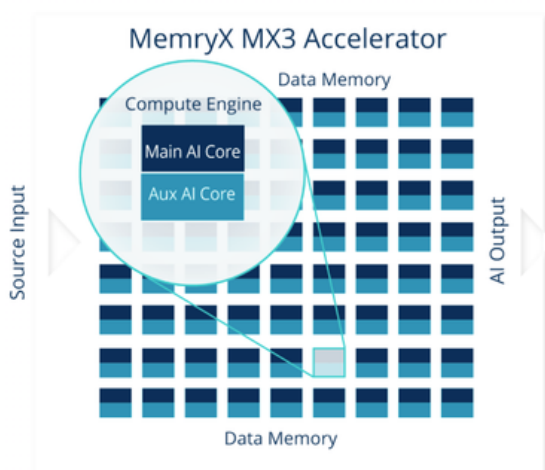 MemryX MX3 Accelerator
Data Memory
Compute Engine
Main AI Core
Aux AI Core
Source Input
AI Output
Data Memory